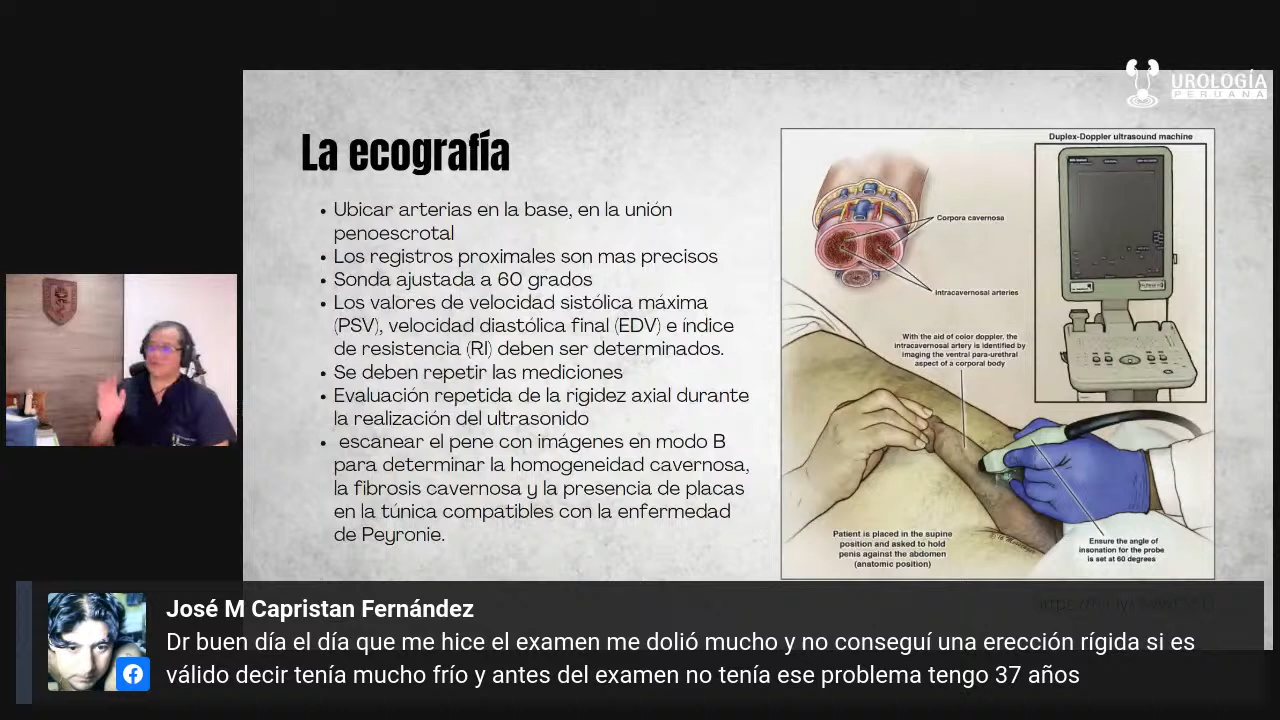 UROLOGÍA
PERUANA
La ecografía
• Ubicar arterias en la base, en la unión
penoescrotal
• Los registros proximales son mas precisos
• Sonda ajustada a 60 grados
• Los valores de velocidad sistólica máxima
(PSV), velocidad diastólica final (EDV) e índice
de resistencia (RI) deben ser determinados.
• Se deben repetir las mediciones
• Evaluación repetida de la rigidez axial durante
la realización del ultrasonido
• escanear el pene con imágenes en modo B
para determinar la homogeneidad cavernosa,
la fibrosis cavernosa y la presencia de placas
en la túnica compatibles con la enfermedad
de Peyronie.
Duplex-Doppler ultrasound machine
Corpora cavernosa
Intracavernosal arteries
With the aid of color doppler, the
intracavernosal artery is identified by
imaging the ventral para-urethral
aspect of a corporal body
Patient is placed in the supine
position and asked to hold
penis against the abdomen
(anatomic position)
Ensure the angle of
insonation for the probe
is set at 60 degrees
José M Capristan Fernández
Dr buen día el día que me hice el examen me dolió mucho y no conseguí una erección rígida si es
válido decir tenía mucho frío y antes del examen no tenía ese problema tengo 37 años